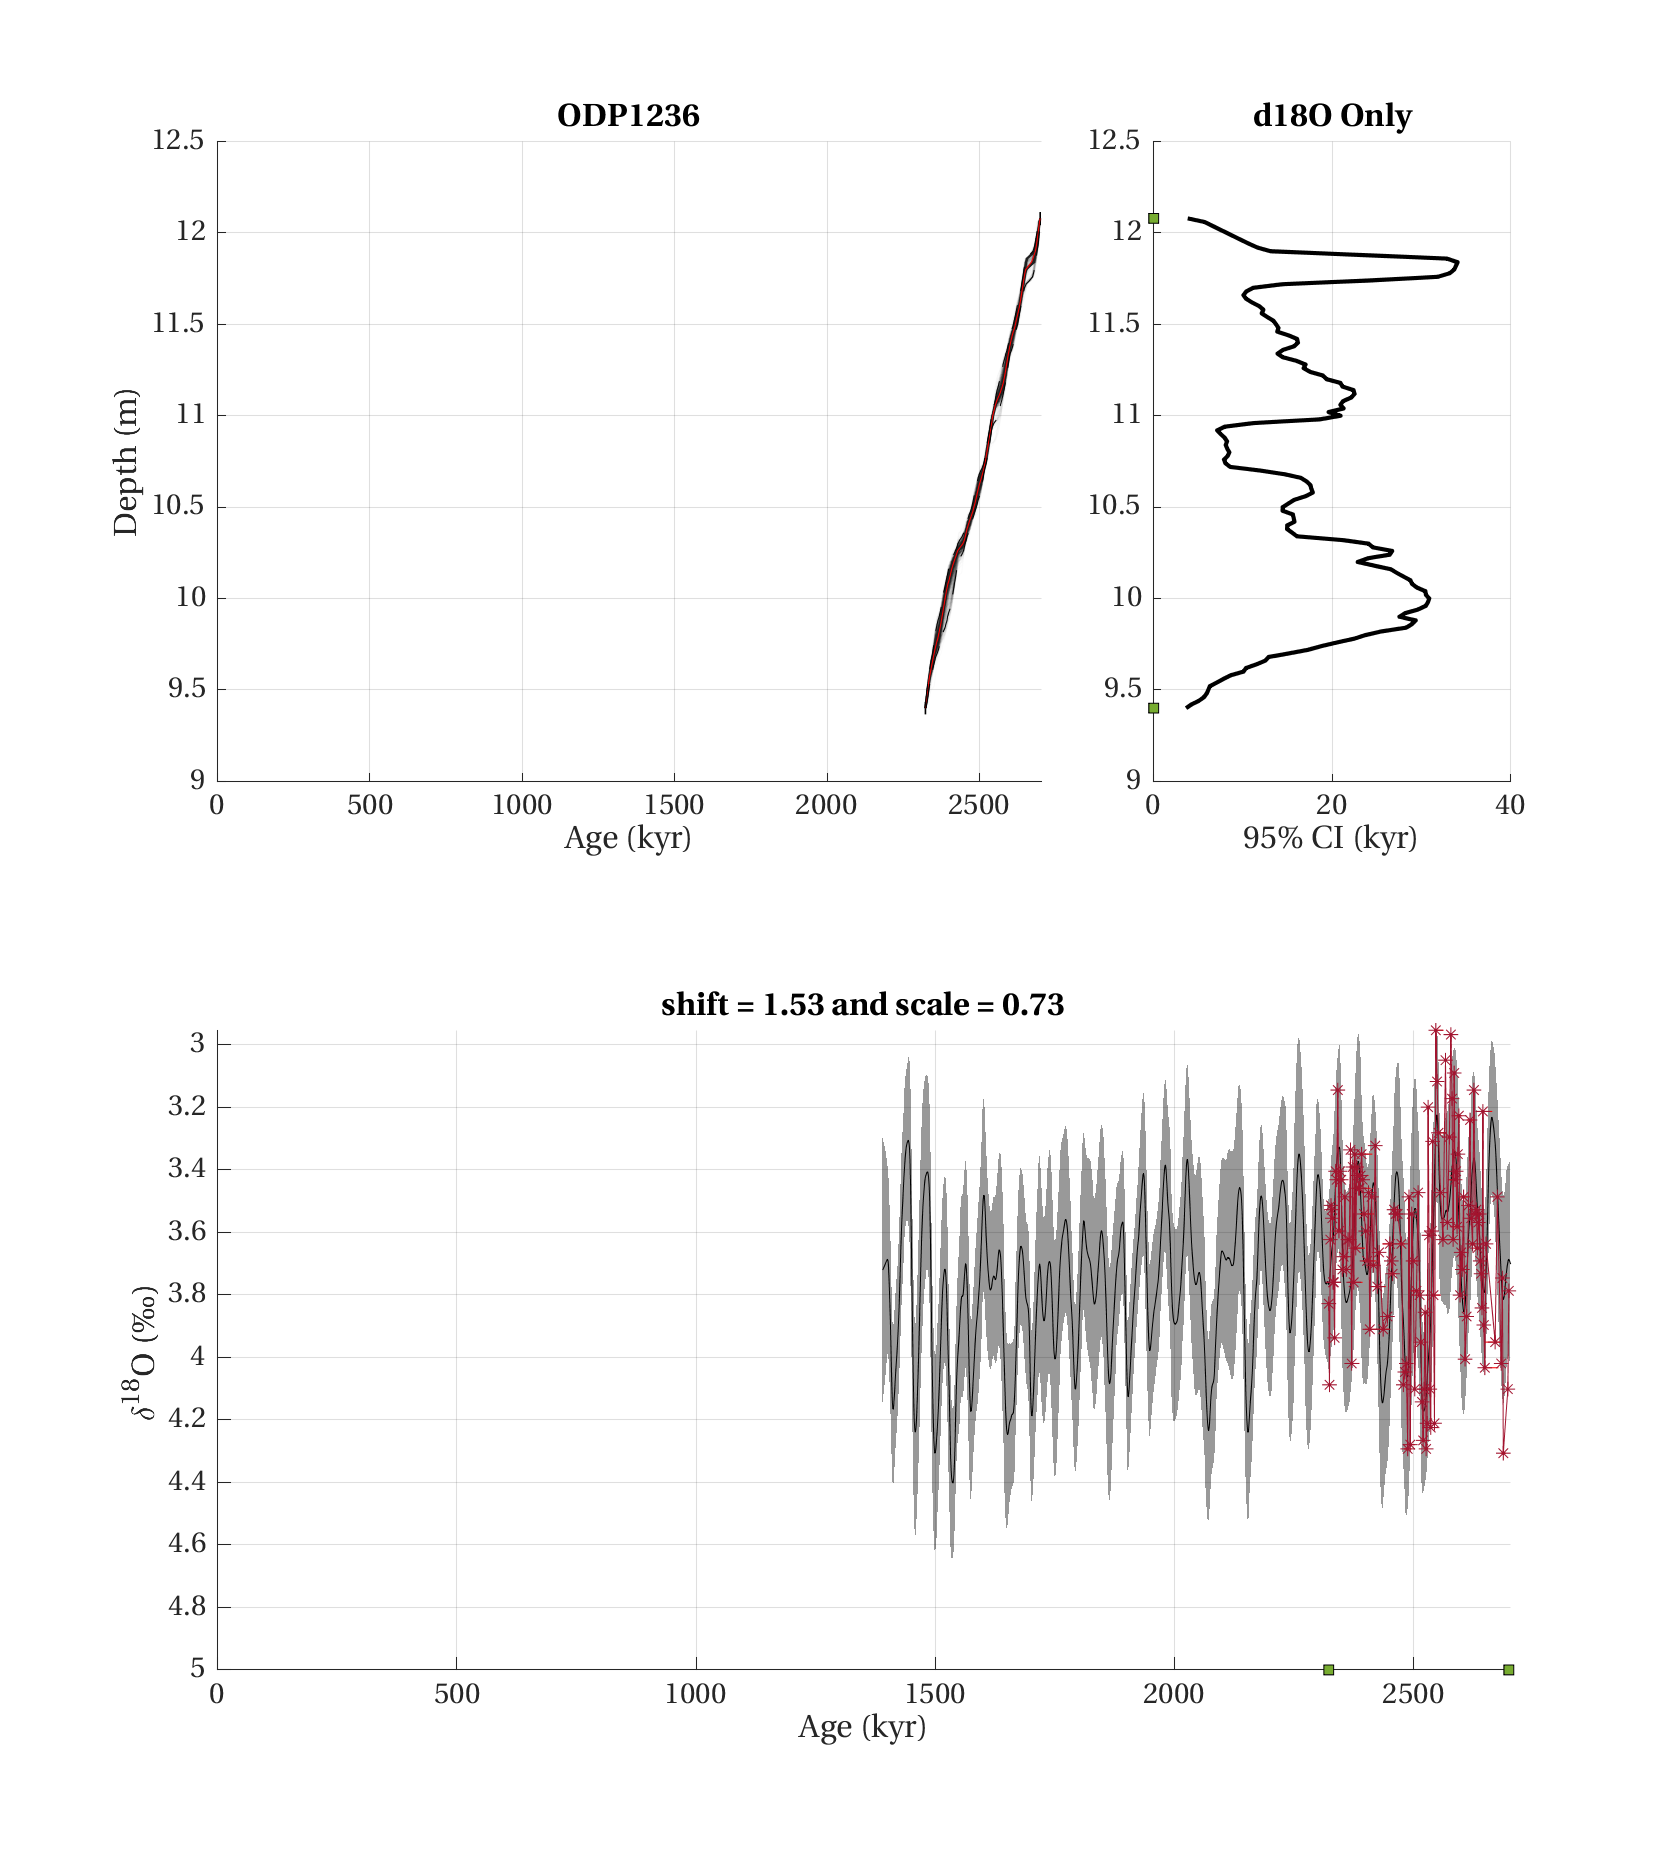 ODP1236
12.5
12
11.5
11
10.5
10
9.5
9
Depth (m)
0 500 1000 1500 2000 2500
Age (kyr)
d18O Only
12.5
12
11.5
11
10.5
10
9.5
9
0 20 40
95% CI (kyr)
shift = 1.53 and scale = 0.73
3
3.2
3.4
3.6
3.8
4
4.2
4.4
4.6
4.8
5
δ18O (‰)
0 500 1000 1500 2000 2500
Age (kyr)